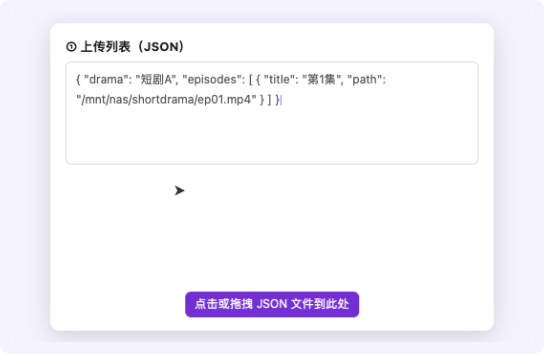 ① 上传列表（JSON）
{ "drama": "短剧A", "episodes": [ { "title": "第1集", "path":
"/mnt/nas/shortdrama/ep01.mp4" } ] }
点击或拖拽 JSON 文件到此处